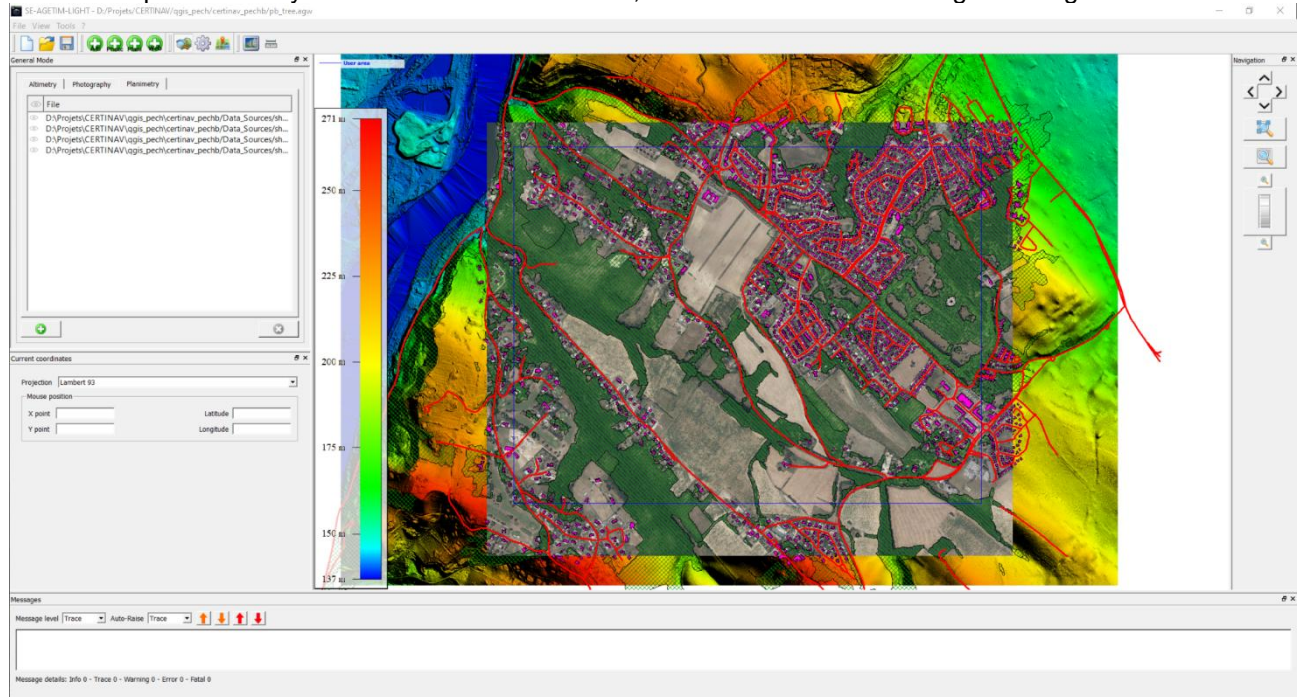 SE-AGETIM-LIGHT - D:/Projets/CERTINAV/qgis_pech/certinav_pechb/pb_tree.agw
File View Tools ?
General Mode
Altimetry Photography Planimetry
File
D:\Projets\CERTINAV\qgis_pech\certinav_pechb/Data_Sources/sh...
D:\Projets\CERTINAV\qgis_pech\certinav_pechb/Data_Sources/sh...
D:\Projets\CERTINAV\qgis_pech\certinav_pechb/Data_Sources/sh...
D:\Projets\CERTINAV\qgis_pech\certinav_pechb/Data_Sources/sh...
Current coordinates
Projection Lambert 93
Mouse position
X point Latitude
Y point Longitude
User area
271 m
250 m
225 m
200 m
175 m
150 m
137 m
Navigation
Messages
Message level Trace Auto-Raise Trace
Message details: Info 0 - Trace 0 - Warning 0 - Error 0 - Fatal 0